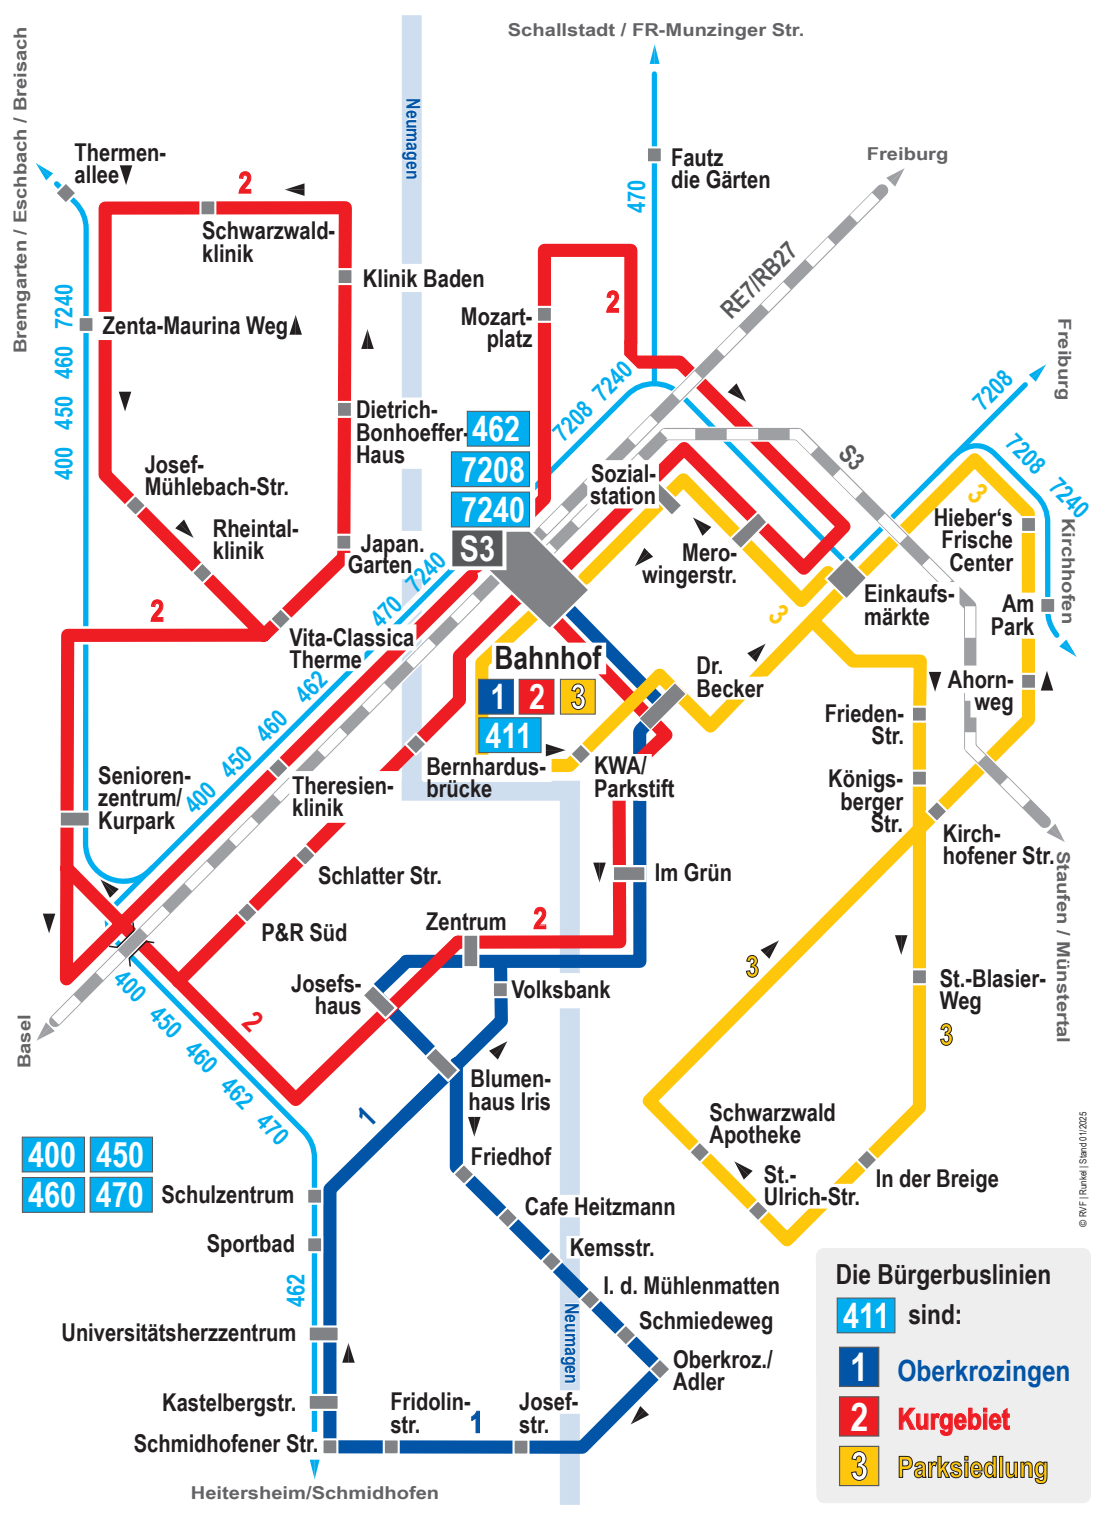 Schallstadt / FR-Munzinger Str.
Bremgarten / Eschbach / Breisach
Neumagen
Thermen-
allee
2
Schwarzwald-
klinik
Klinik Baden
Fautz
die Gärten
470
Freiburg
RE7/RB27
Mozart-
platz
2
Zenta-Maurina Weg
7240
460
450
400
Dietrich-
Bonhoeffer-
Haus
462
7208
7240
S3
7208 7240
Freiburg
7208
7208
7240
Kirchhofen
S3
Josef-
Mühlebach-Str.
Rheintal-
klinik
Japan.
Garten
Sozial-
station
Mero-
wingerstr.
3
Hieber‘s
Frische
Center
Einkaufs-
märkte
Am
Park
Ahorn-
weg
2
Vita-Classica
Therme
470 7240
462
460
450
400
Bahnhof
1 2 3
411
Dr.
Becker
3
Frieden-
Str.
Königs-
berger
Str.
Kirch-
hofener Str.
Staufen / Münstertal
Senioren-
zentrum/
Kurpark
Theresien-
klinik
Bernhardus-
brücke
KWA/
Parkstift
Schlatter Str.
Im Grün
P&R Süd
Zentrum
2
Josefs-
haus
Volksbank
3
St.-Blasier-
Weg
3
Basel
400
450
460
462
470
2
Blumen-
haus Iris
1
Friedhof
Schwarzwald
Apotheke
St.-
Ulrich-Str.
In der Breige
400 450
460 470
Schulzentrum
Sportbad
462
Cafe Heitzmann
Kemsstr.
I. d. Mühlenmatten
Schmiedeweg
Oberkroz./
Adler
Neumagen
Universitätsherzzentrum
Kastelbergstr.
Schmidhofener Str.
Fridolin-
str.
1
Josef-
str.
Heitersheim/Schmidhofen
© RVF | Runkel | Stand 01/2025
Die Bürgerbuslinien
411 sind:
1 Oberkrozingen
2 Kurgebiet
3 Parksiedlung